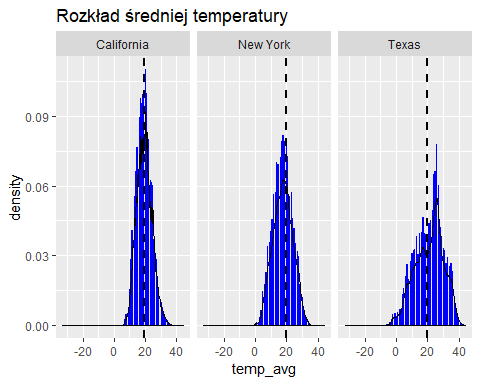 Rozkład średniej temperatury
California New York Texas
0.09
0.06
0.03
0.00
density
-20 0 20 40 -20 0 20 40 -20 0 20 40
temp_avg